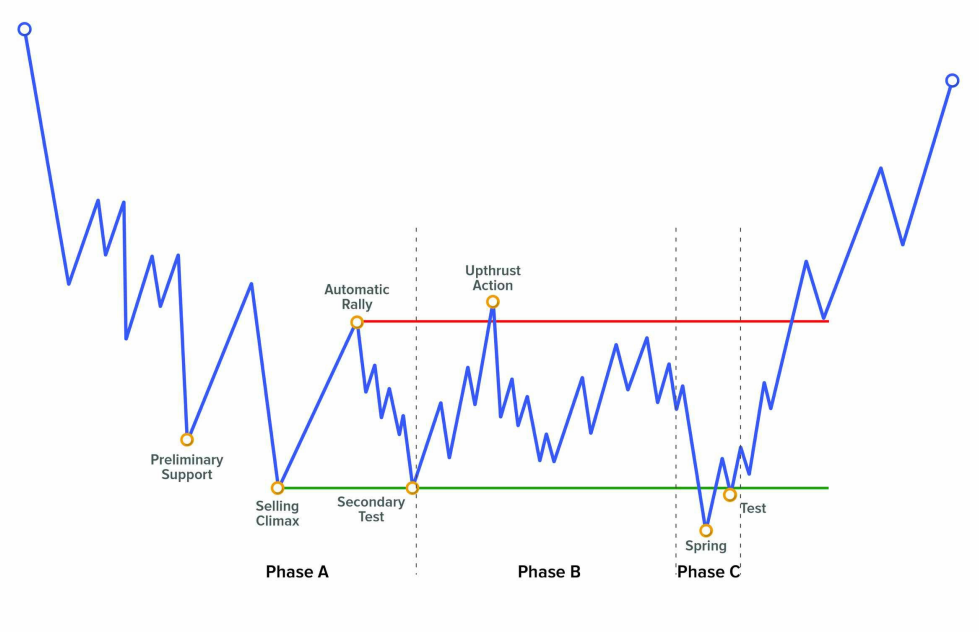 Upthrust
Action
Automatic
Rally
Preliminary
Support
Selling
Climax
Secondary
Test
Test
Spring
Phase A
Phase B
Phase C